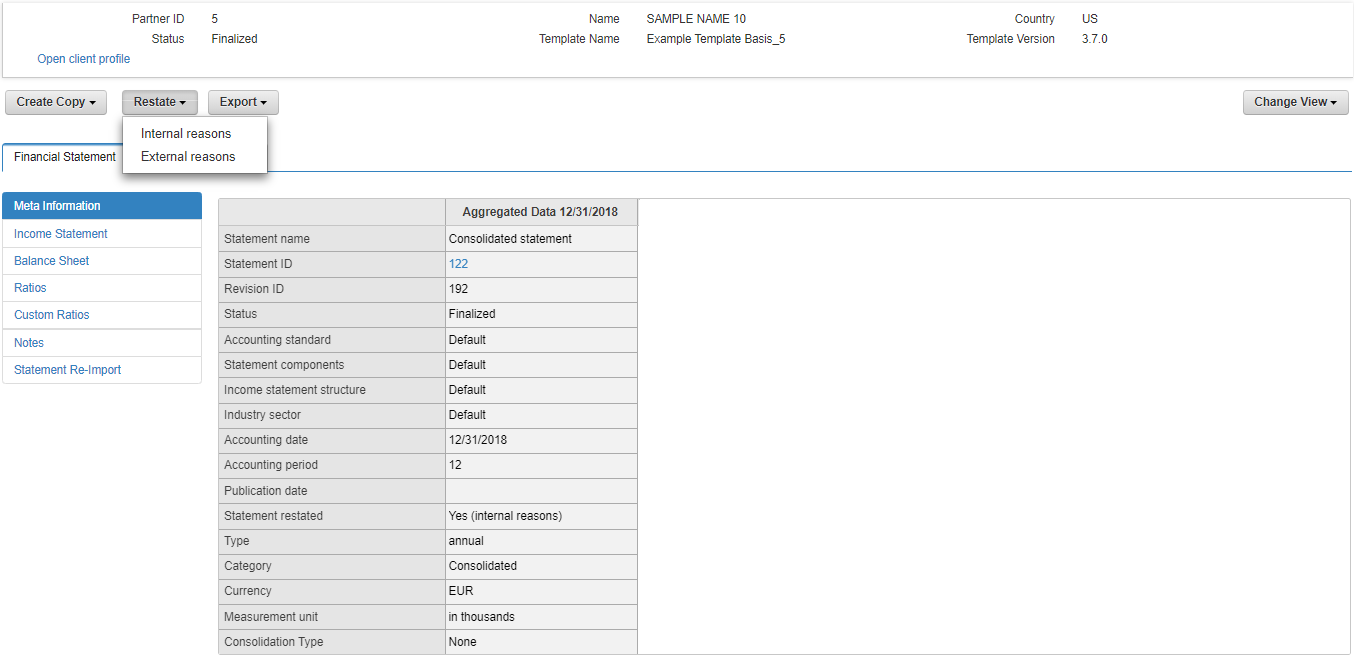 Partner ID 5 Name SAMPLE NAME 10 Country US
Status Finalized Template Name Example Template Basis_5 Template Version 3.7.0
Open client profile
Create Copy Restate Export Change View
Internal reasons
External reasons
Financial Statement
Meta Information
Income Statement
Balance Sheet
Ratios
Custom Ratios
Notes
Statement Re-Import
Aggregated Data 12/31/2018
Statement name Consolidated statement
Statement ID 122
Revision ID 192
Status Finalized
Accounting standard Default
Statement components Default
Income statement structure Default
Industry sector Default
Accounting date 12/31/2018
Accounting period 12
Publication date
Statement restated Yes (internal reasons)
Type annual
Category Consolidated
Currency EUR
Measurement unit in thousands
Consolidation Type None